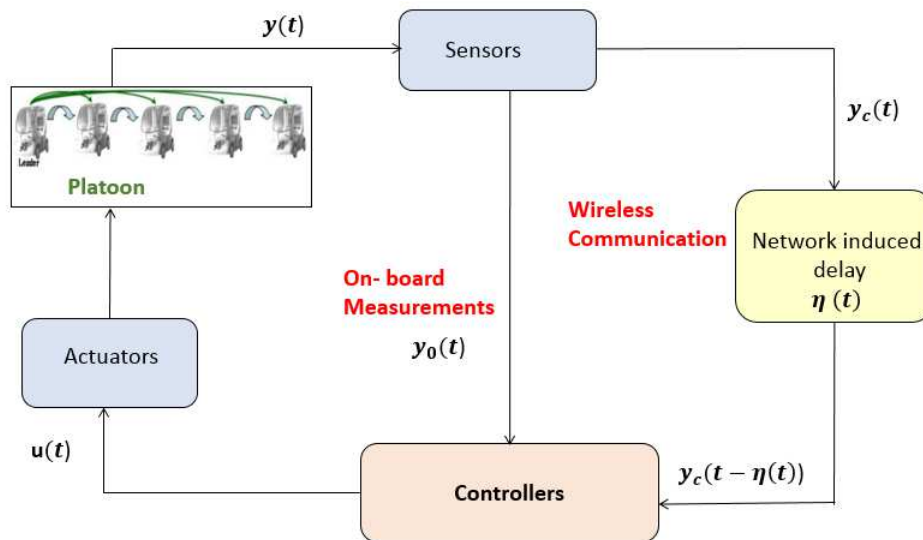 y(t)
Sensors
y_c(t)
Leader
Platoon
Wireless
Communication
Network induced
delay
η (t)
On- board
Measurements
y_0(t)
Actuators
u(t)
y_c(t − η(t))
Controllers